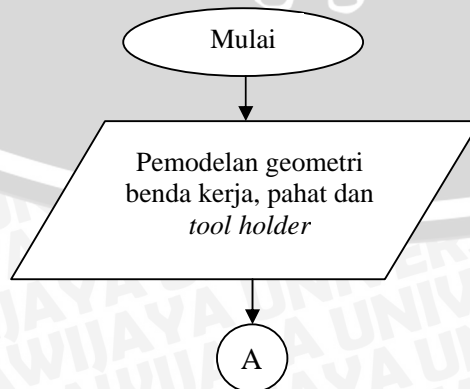 Mulai
Pemodelan geometri
benda kerja, pahat dan
tool holder
A